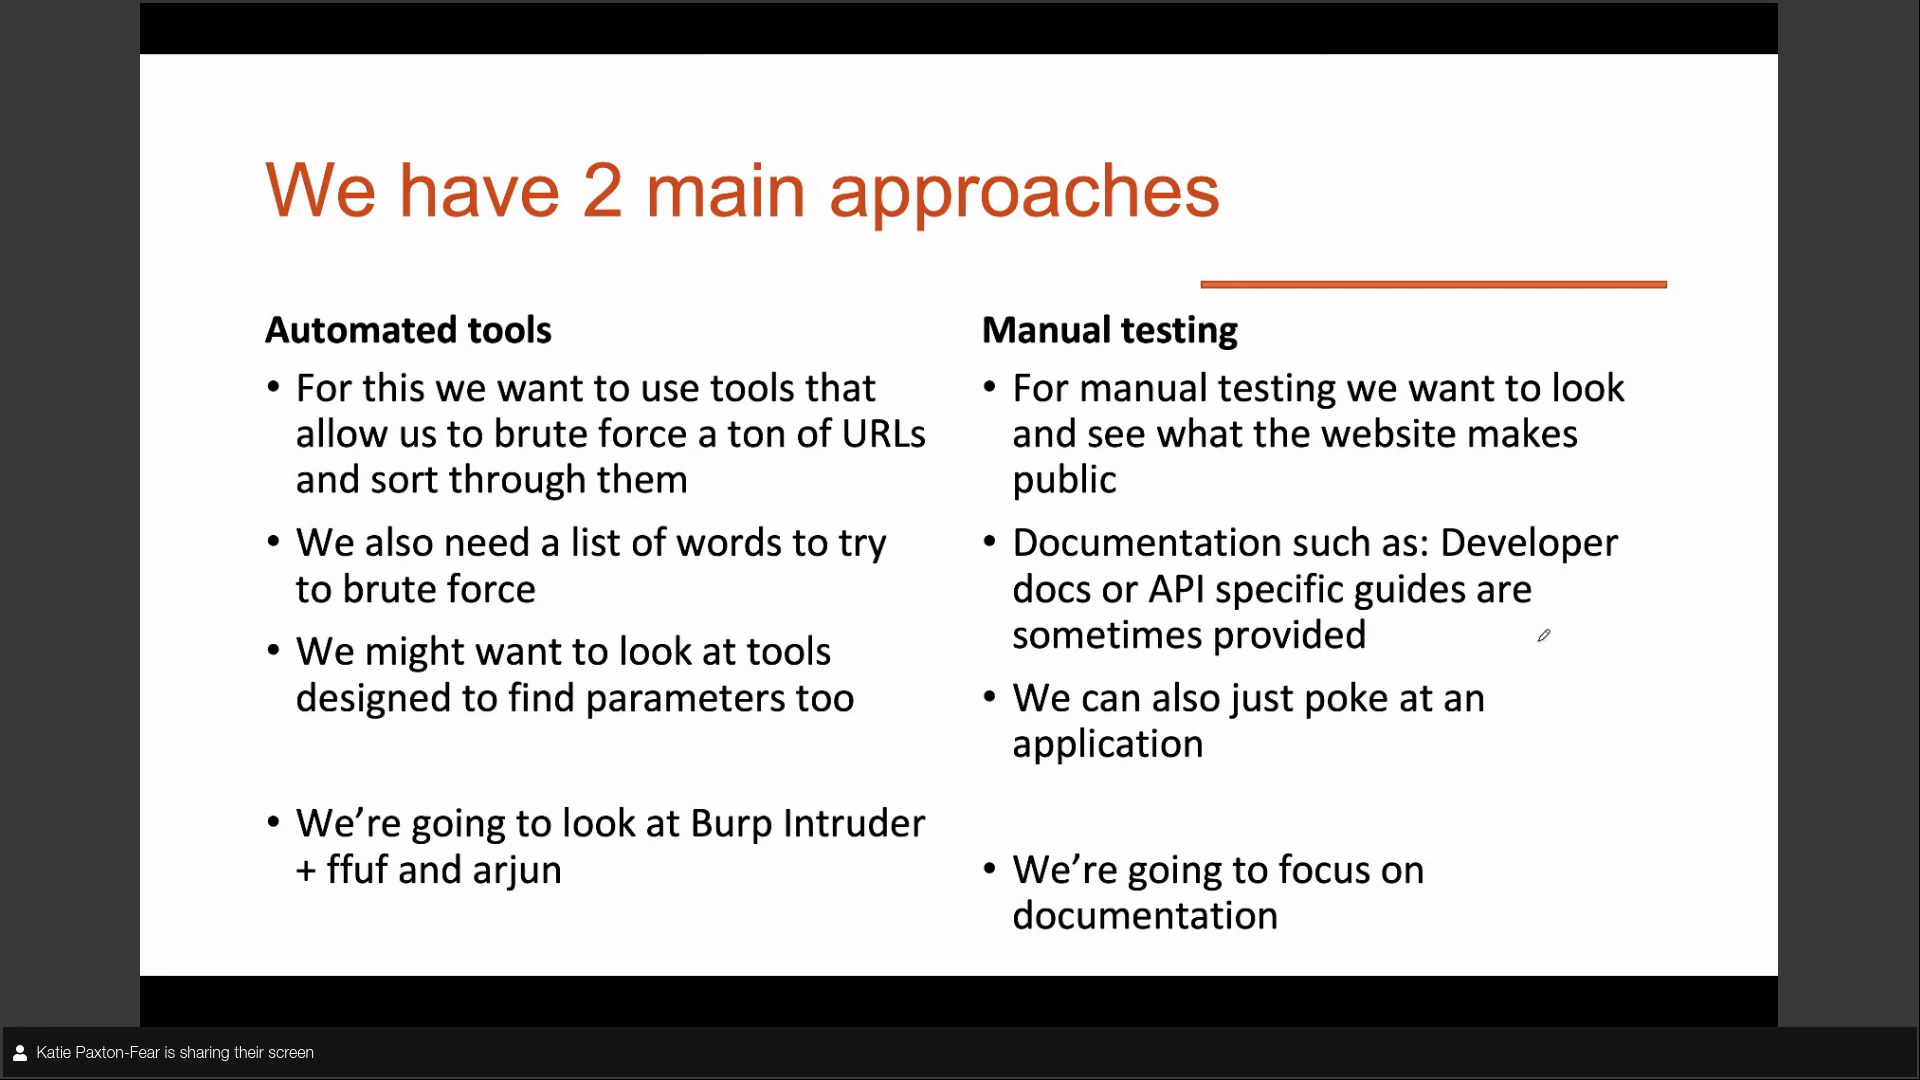 We have 2 main approaches
Automated tools
• For this we want to use tools that
allow us to brute force a ton of URLs
and sort through them
• We also need a list of words to try
to brute force
• We might want to look at tools
designed to find parameters too
• We’re going to look at Burp Intruder
+ ffuf and arjun
Manual testing
• For manual testing we want to look
and see what the website makes
public
• Documentation such as: Developer
docs or API specific guides are
sometimes provided
• We can also just poke at an
application
• We’re going to focus on
documentation
Katie Paxton-Fear is sharing their screen